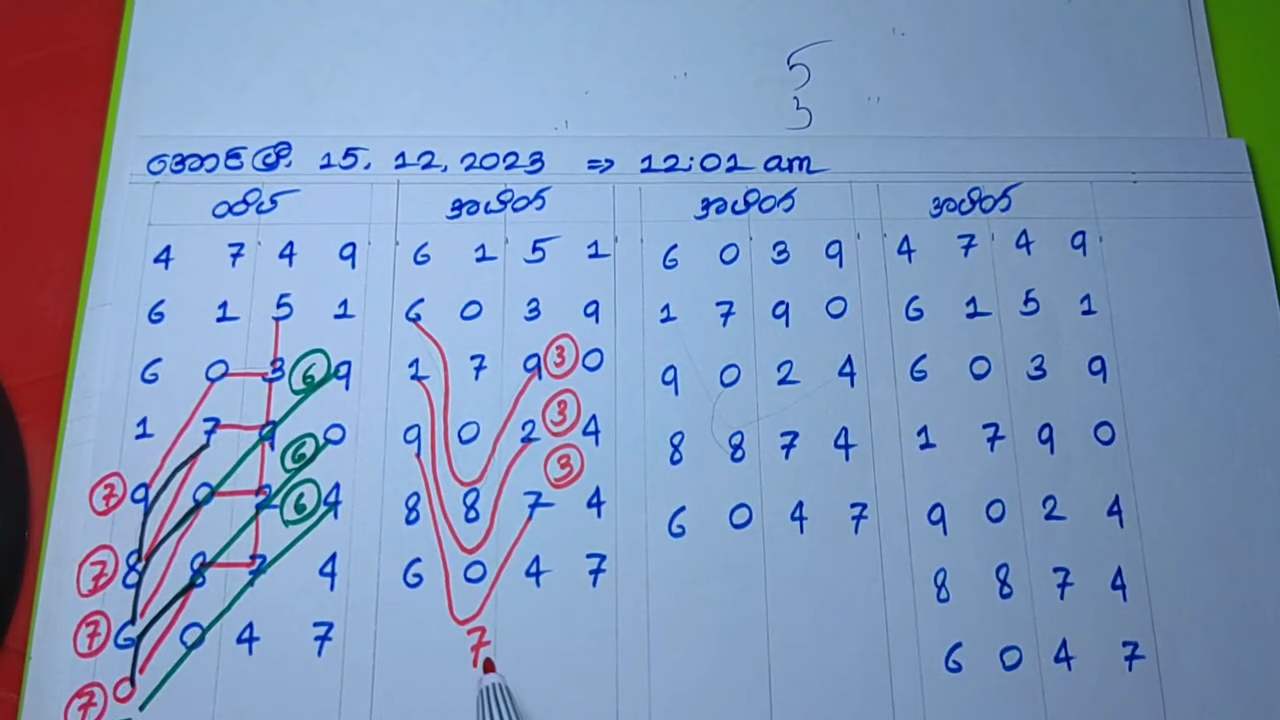 5
3
15. 12, 2023 ⇒ 12:01 am
4 7 4 9 6 1 5 1 6 0 3 9 4 7 4 9
6 1 5 1 6 0 3 9 1 7 9 0 6 1 5 1
6 0 3 6 9 1 7 9 3 0 9 0 2 4 6 0 3 9
1 7 9 0 9 0 2 3 4 8 8 7 4 1 7 9 0
7 9 0 2 6 6 4 8 8 7 3 4 6 0 4 7 9 0 2 4
7 8 8 7 4 6 0 4 7 8 8 7 4
7 6 0 4 7 7 6 0 4 7
7 0